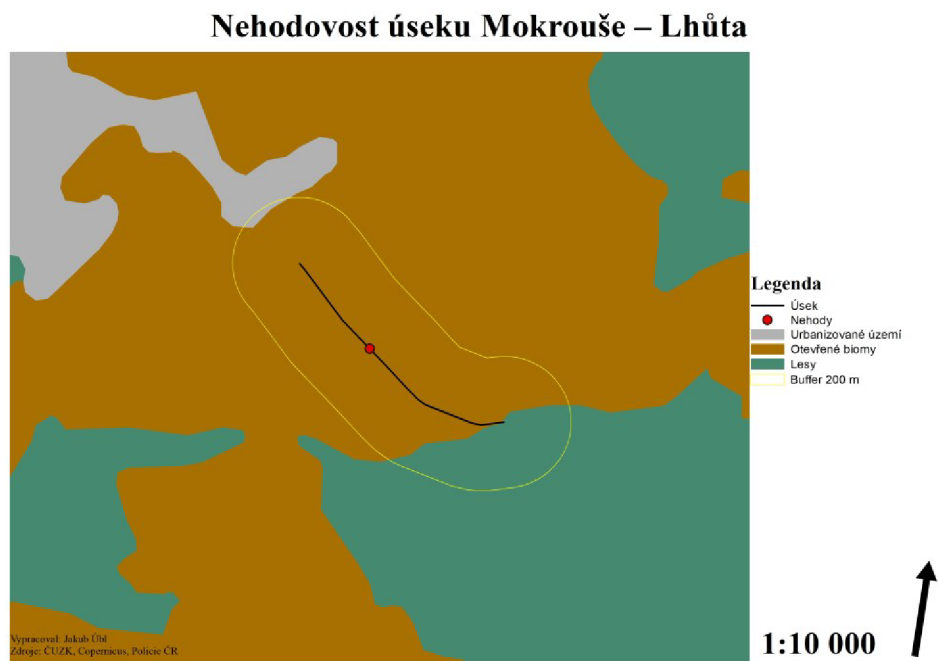 Nehodovost úseku Mokrouše – Lhůta
Legenda
Úsek
Nehody
Urbanizované území
Otevřené biomy
Lesy
Buffer 200 m
Vypracoval: Jakub Übl
Zdroje: ČUZK, Copernicus, Policie ČR
1:10 000